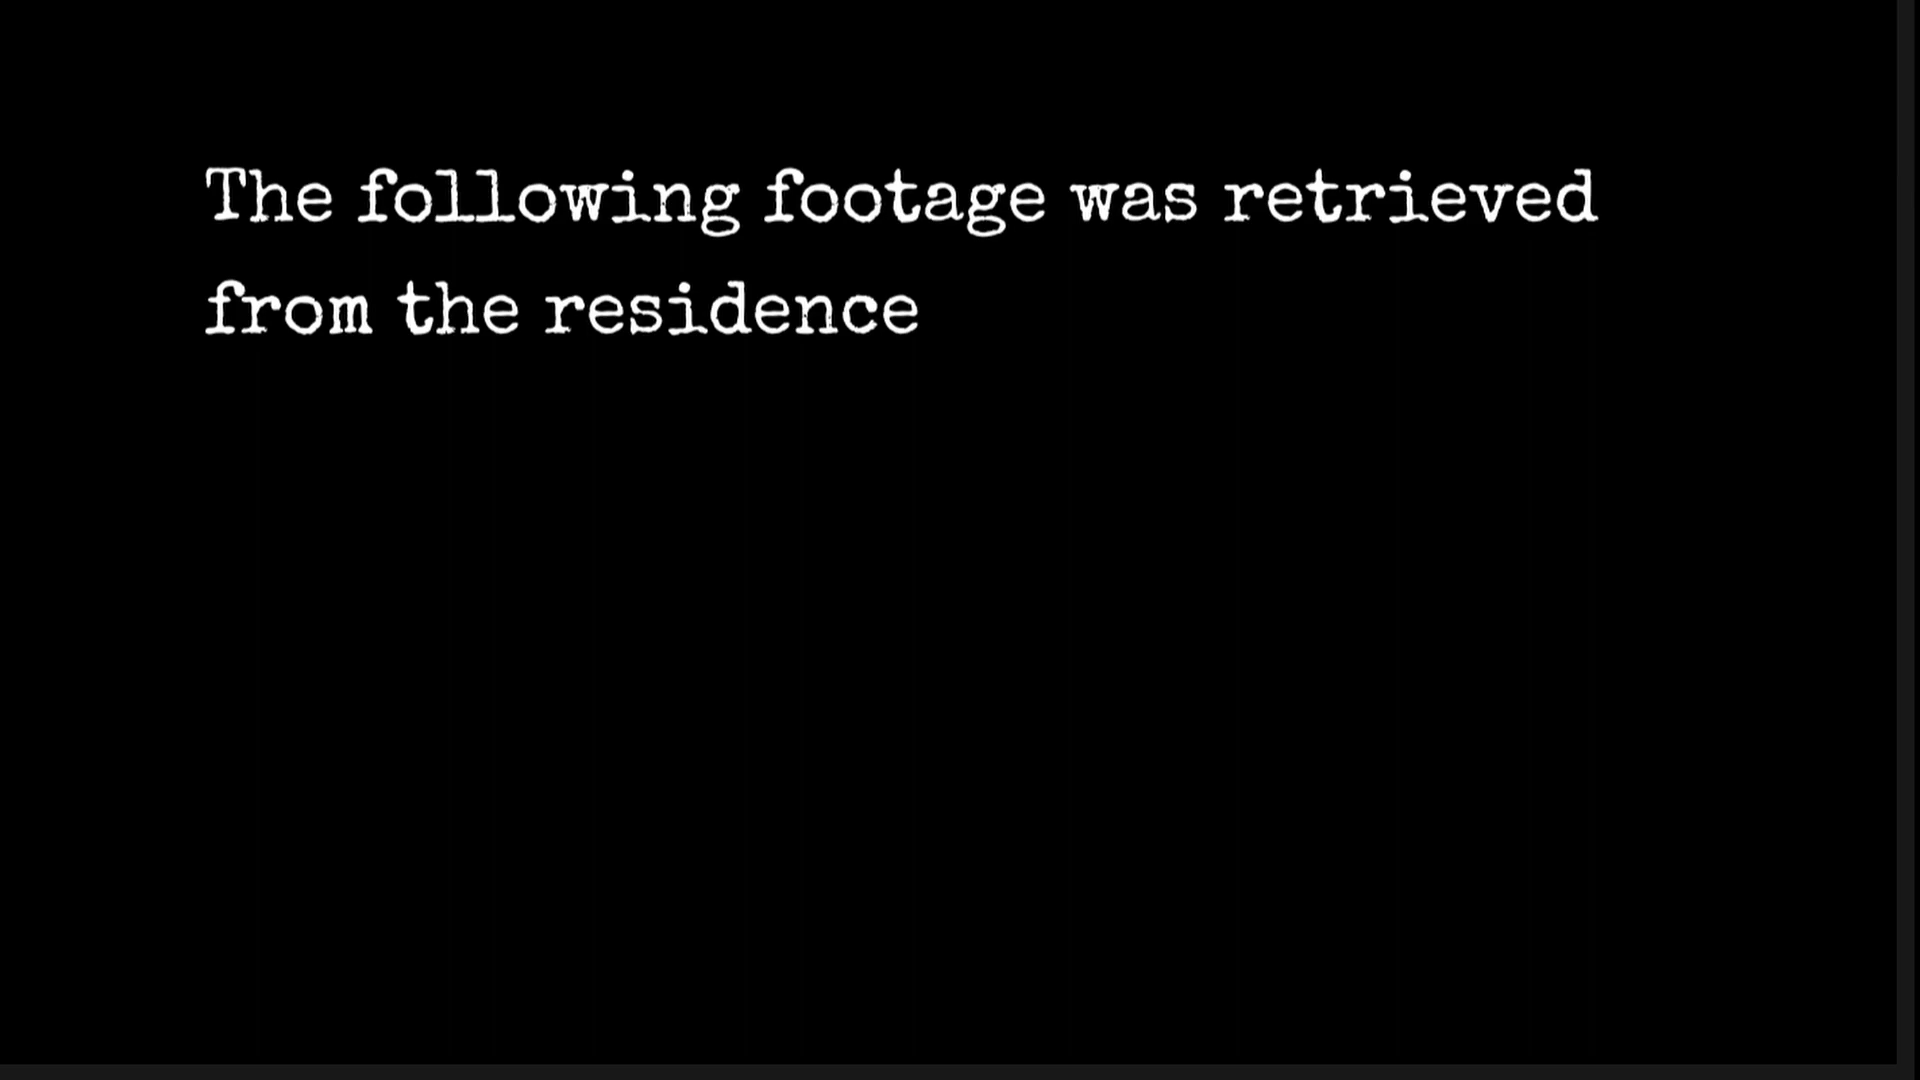 The following footage was retrieved
from the residence